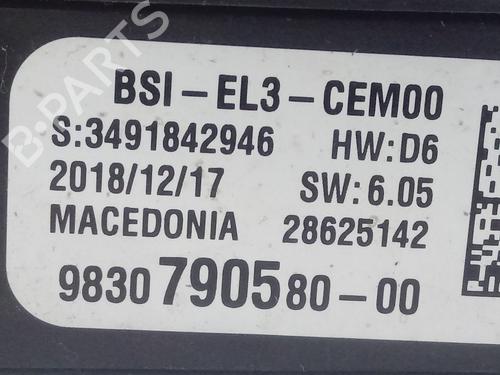 BSI-EL3-CEM00
S:3491842946 HW:D6
2018/12/17 SW:6.05
MACEDONIA 28625142
9830790580-00
B-PARTS